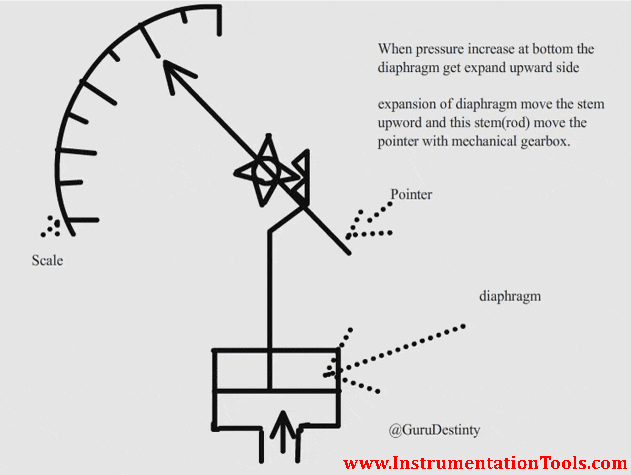 When pressure increase at bottom the
diaphragm get expand upward side
expansion of diaphragm move the stem
upword and this stem(rod) move the
pointer with mechanical gearbox.
Pointer
Scale
diaphragm
@GuruDestinty
www.InstrumentationTools.com